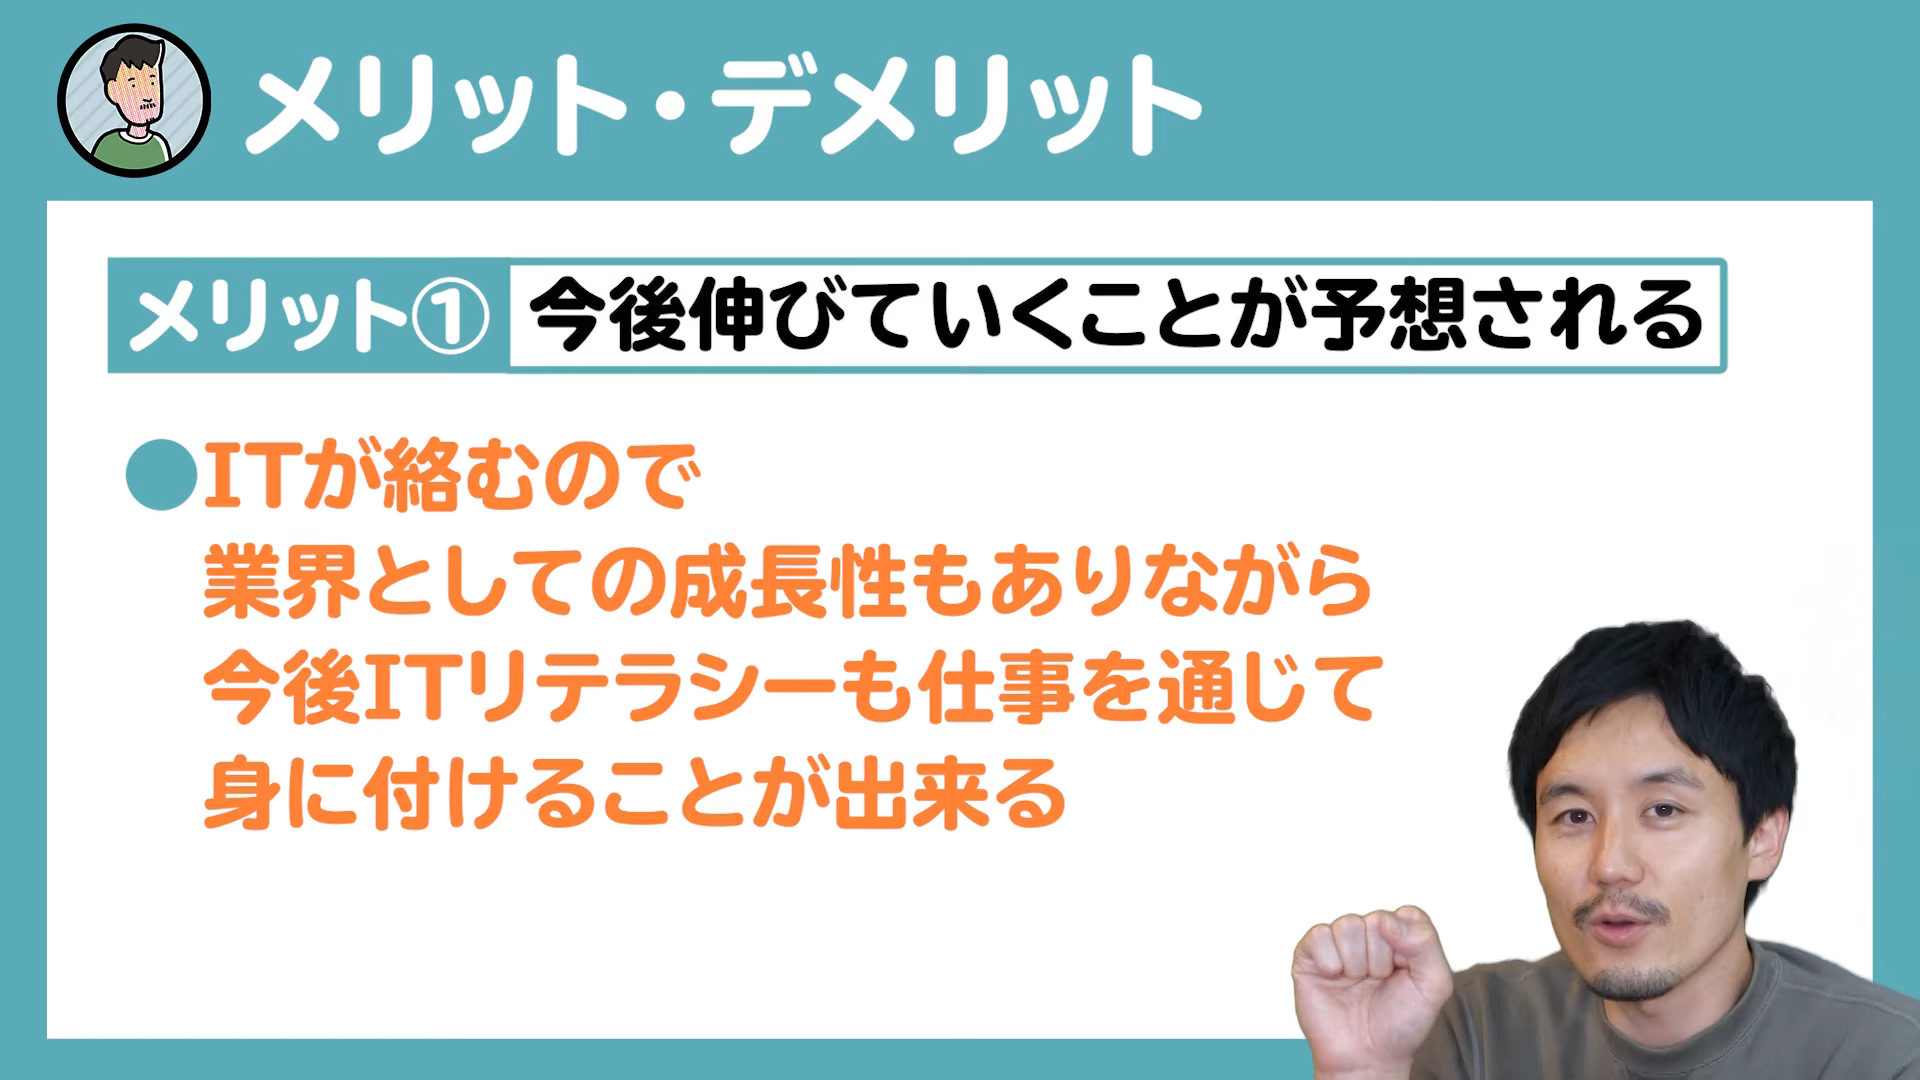 メリット・デメリット
メリット① 今後伸びていくことが予想される
●ITが絡むので
業界としての成長性もありながら
今後ITリテラシーも仕事を通じて
身に付けることが出来る